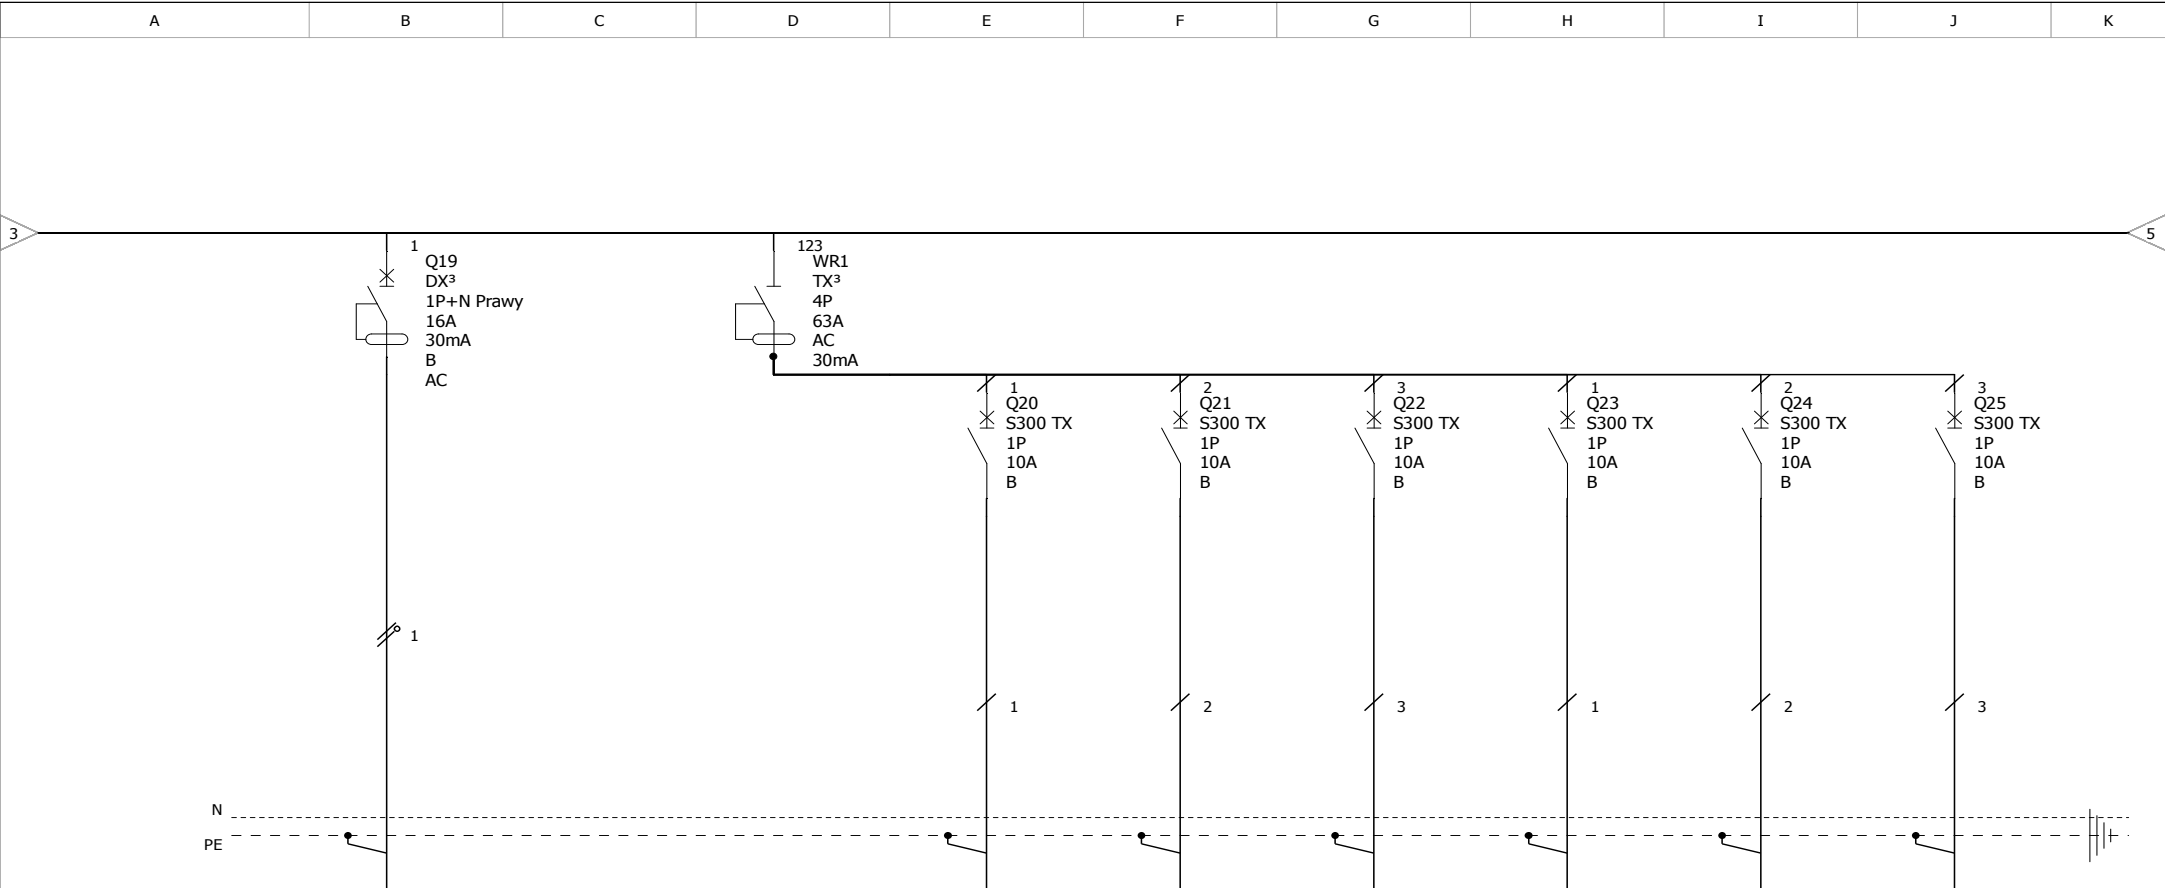 A B C D E F G H I J K
3
5
1
Q19
DX³
1P+N Prawy
16A
30mA
B
AC
123
WR1
TX³
4P
63A
AC
30mA
1
Q20
S300 TX
1P
10A
B
2
Q21
S300 TX
1P
10A
B
3
Q22
S300 TX
1P
10A
B
1
Q23
S300 TX
1P
10A
B
2
Q24
S300 TX
1P
10A
B
3
Q25
S300 TX
1P
10A
B
1
1 2 3 1 2 3
N
PE